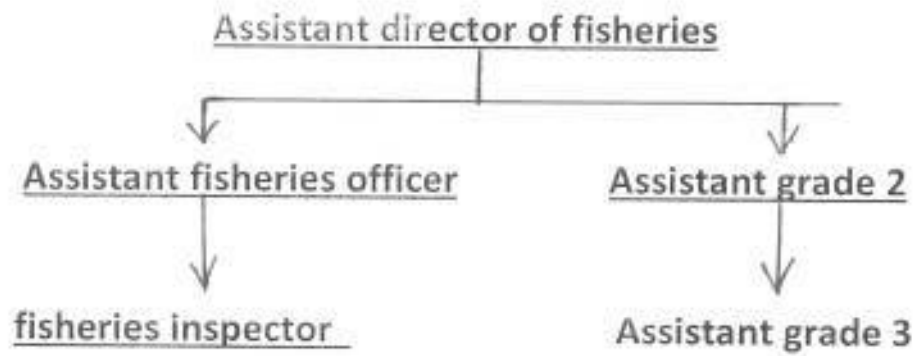 Assistant director of fisheries
Assistant fisheries officer
Assistant grade 2
fisheries inspector
Assistant grade 3